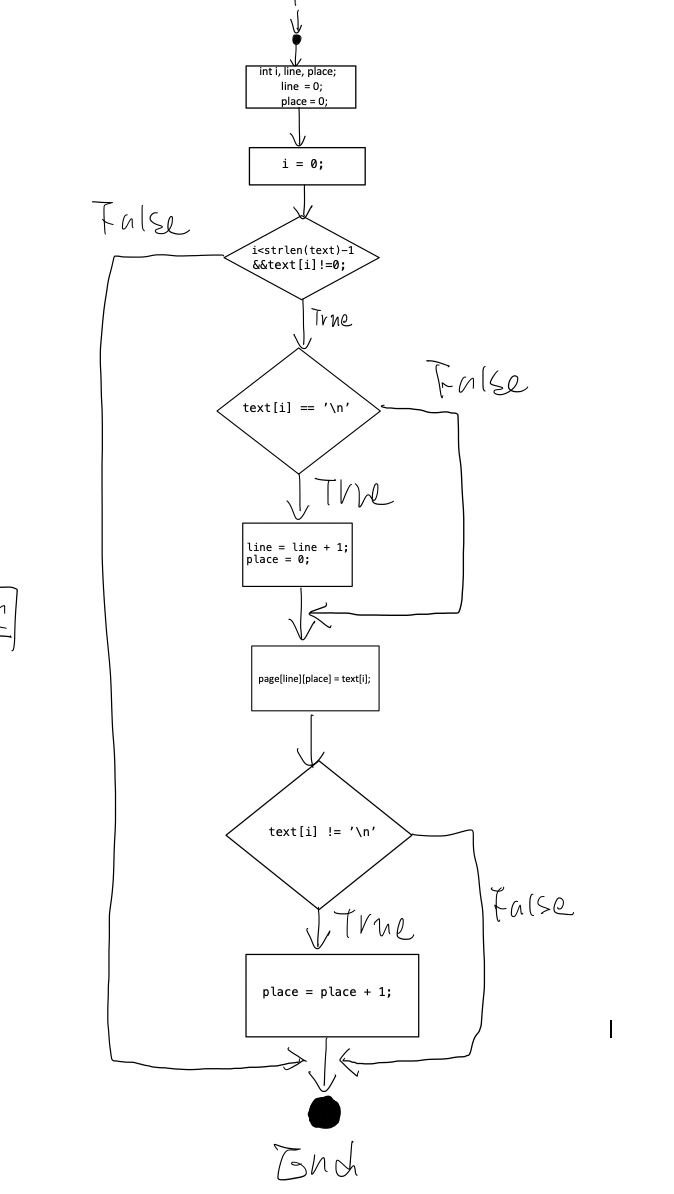 int i, line, place;
line = 0;
place = 0;
i = 0;
False
i<strlen(text)–1
&&text[i]!=0;
True
text[i] == ’\n’
False
True
line = line + 1;
place = 0;
page[line][place] = text[i];
text[i] != ’\n’
False
True
place = place + 1;
End